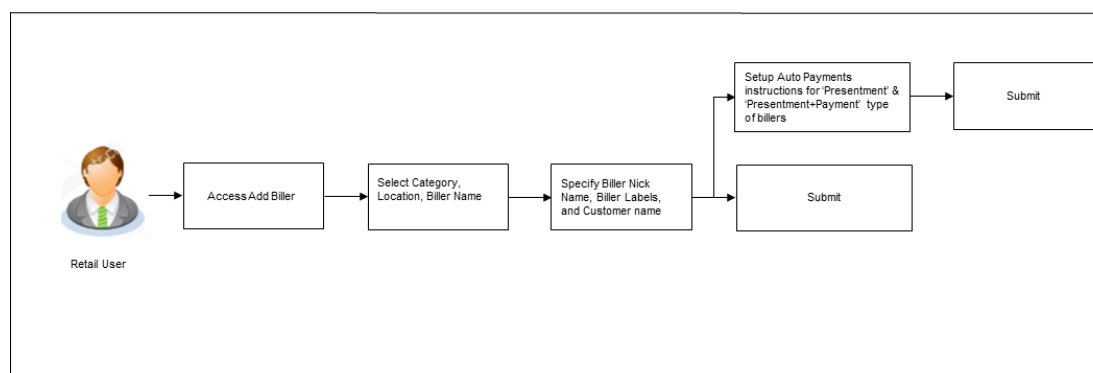 Setup Auto Payments
instructions for 'Presentment' &
'Presentment+Payment' type
of billers
Submit
Access Add Biller
Select Category,
Location, Biller Name
Specify Biller Nick
Name, Biller Labels,
and Customer name
Submit
Retail User